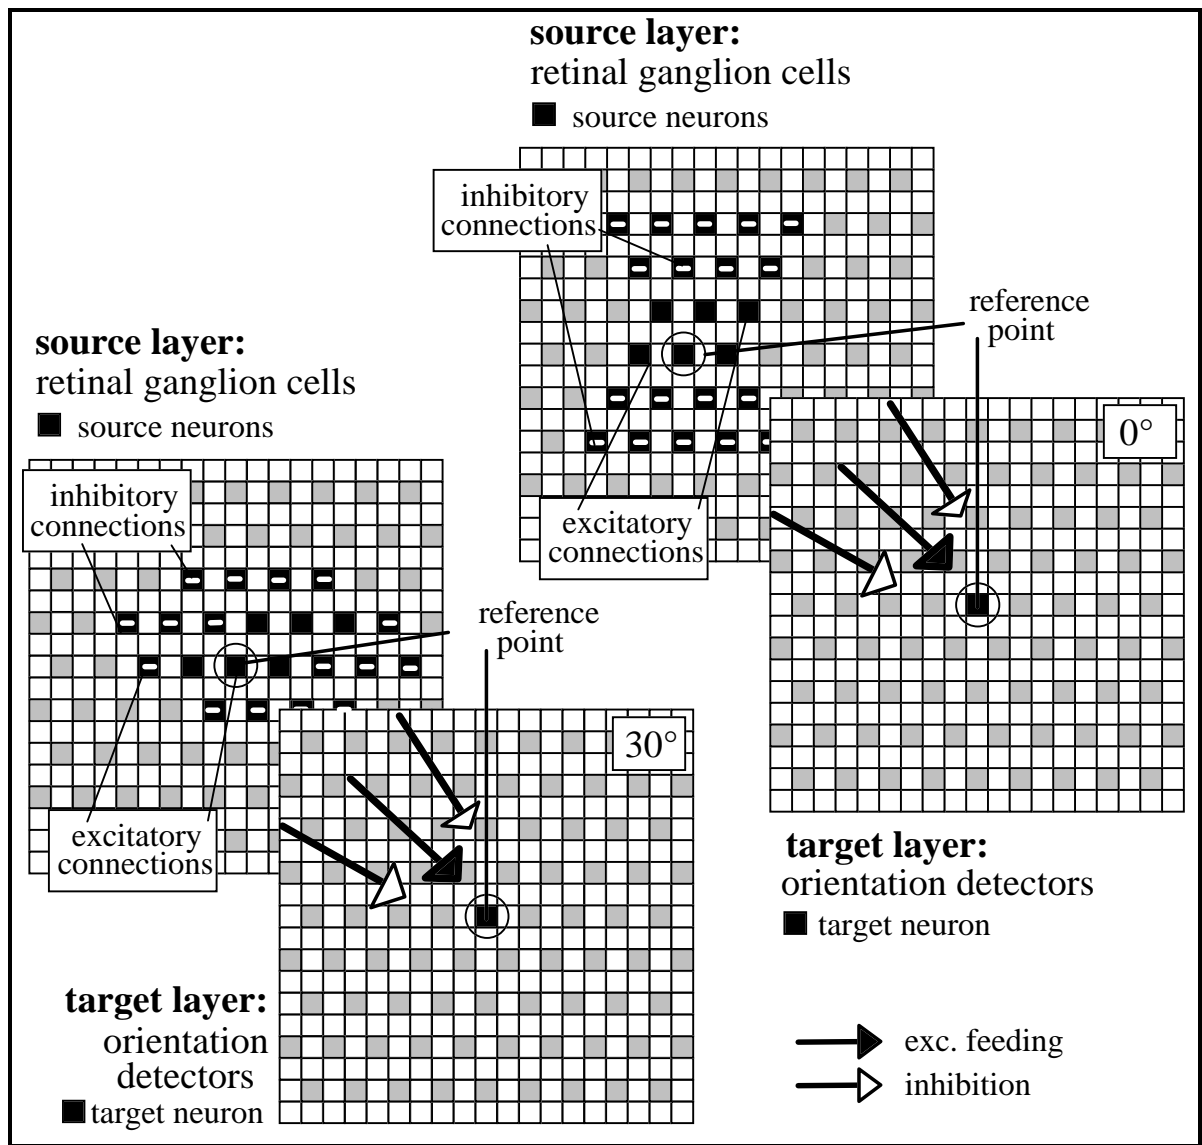 source layer:
retinal ganglion cells
source neurons
inhibitory
connections
reference
point
excitatory
connections
0°
target layer:
orientation detectors
target neuron
source layer:
retinal ganglion cells
source neurons
inhibitory
connections
reference
point
excitatory
connections
30°
target layer:
orientation
detectors
target neuron
exc. feeding
inhibition